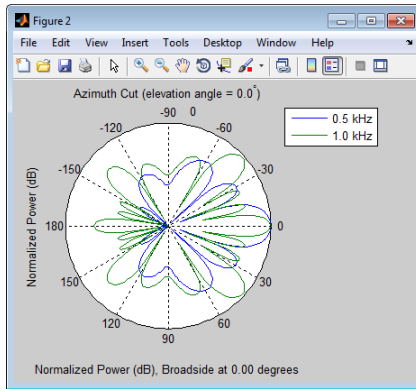 Figure 2
File Edit View Insert Tools Desktop Window Help
Azimuth Cut (elevation angle = 0.0°)
-90 0
-120 -60
-150 -30
180 0
150 30
120 60
90
0.5 kHz
1.0 kHz
Normalized Power (dB)
Normalized Power (dB), Broadside at 0.00 degrees